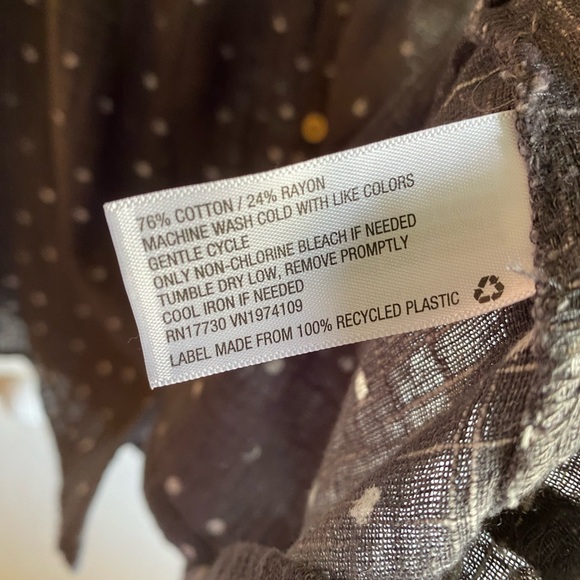 76% COTTON / 24% RAYON
MACHINE WASH COLD WITH LIKE COLORS
GENTLE CYCLE
ONLY NON-CHLORINE BLEACH IF NEEDED
TUMBLE DRY LOW, REMOVE PROMPTLY
COOL IRON IF NEEDED
RN17730 VN1974109
LABEL MADE FROM 100% RECYCLED PLASTIC